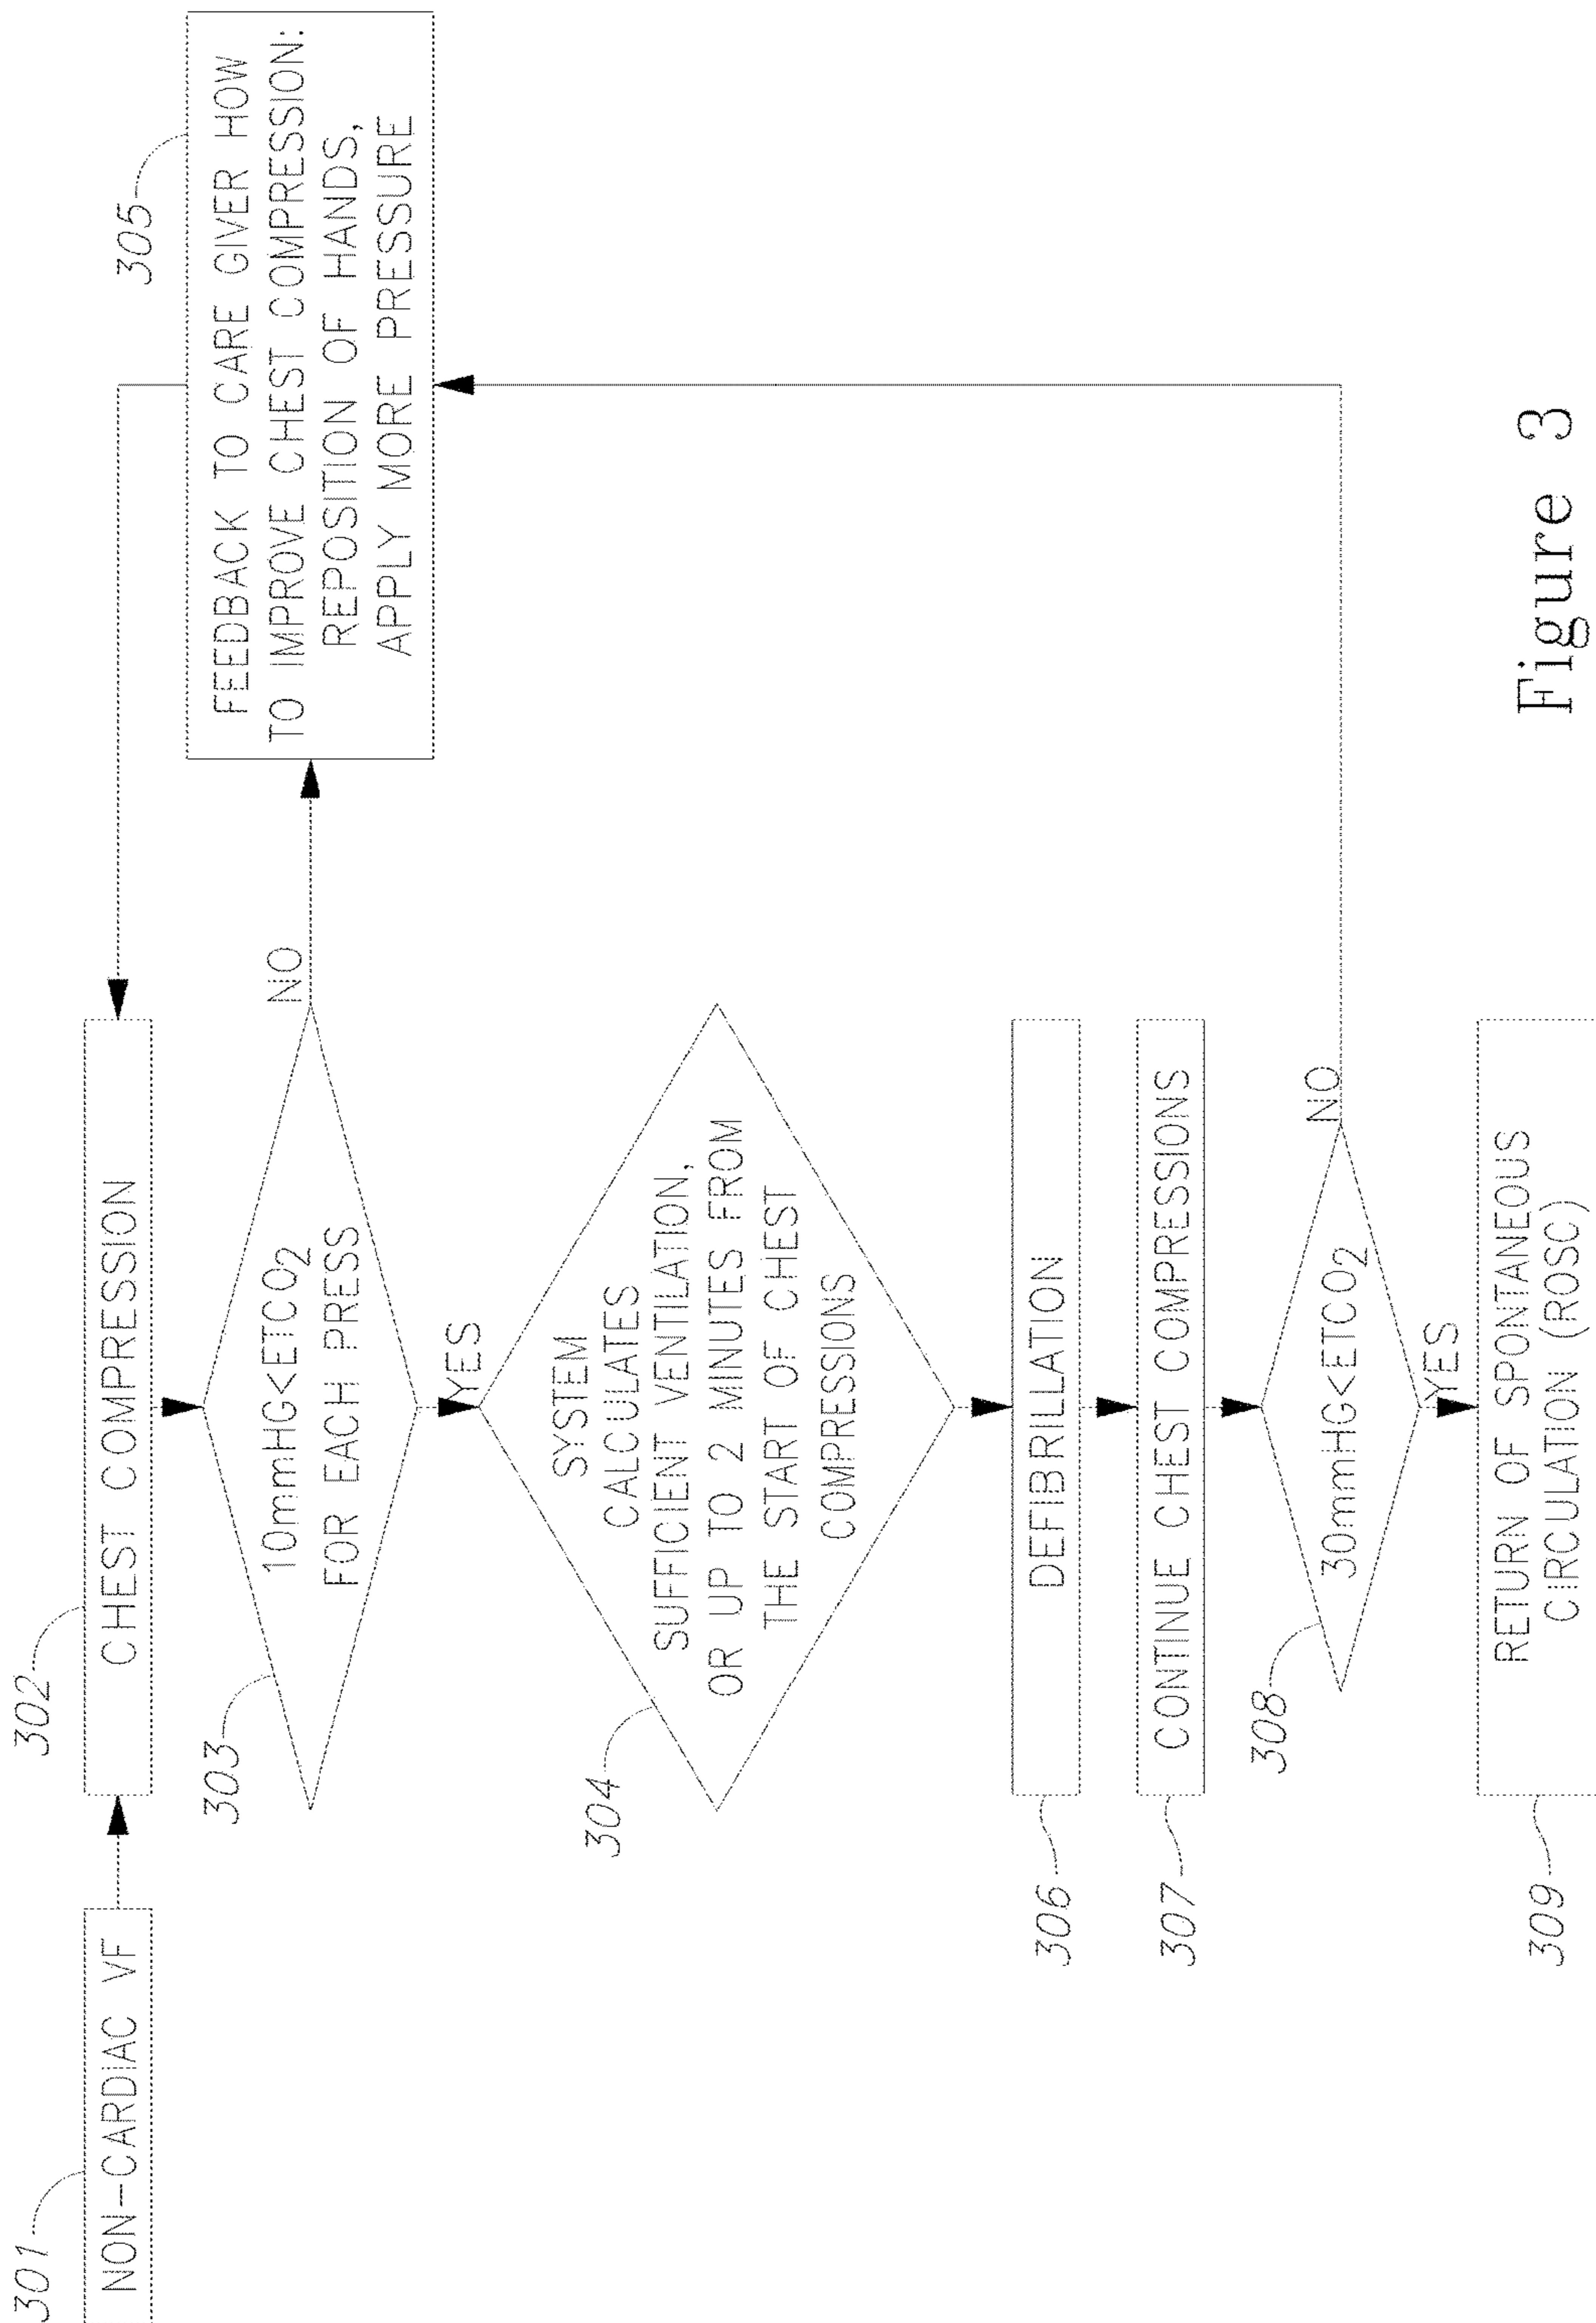 301
NON-CARDIAC VF
302
CHEST COMPRESSION
303
10mmHG<ETCO2
FOR EACH PRESS
NO
305
FEEDBACK TO CARE GIVER HOW
TO IMPROVE CHEST COMPRESSION:
REPOSITION OF HANDS,
APPLY MORE PRESSURE
YES
304
SYSTEM
CALCULATES
SUFFICIENT VENTILATION,
OR UP TO 2 MINUTES FROM
THE START OF CHEST
COMPRESSIONS
306
DEFIBRILLATION
307
CONTINUE CHEST COMPRESSIONS
308
30mmHG<ETCO2
NO
YES
309
RETURN OF SPONTANEOUS
CIRCULATION (ROSC)
Figure 3